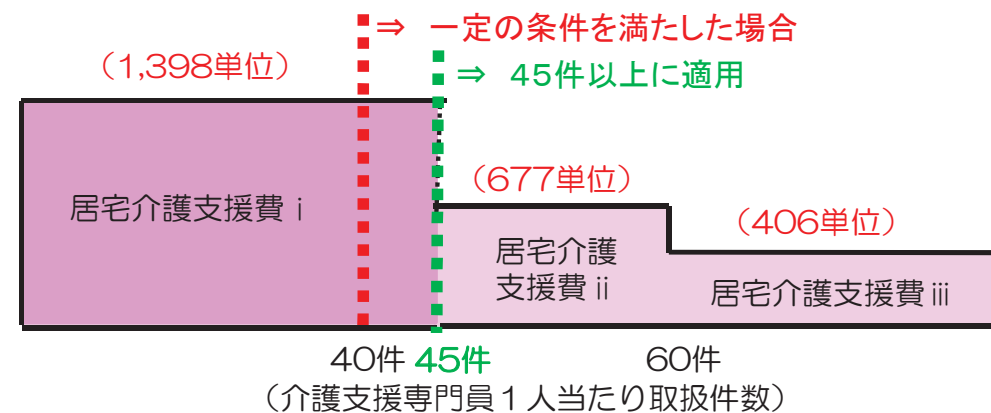 ⇒ 一定の条件を満たした場合
(1,398単位)
⇒ 45件以上に適用
(677単位)
居宅介護支援費ⅰ
(406単位)
居宅介護
支援費ⅱ
居宅介護支援費ⅲ
40件 45件 60件
(介護支援専門員1人当たり取扱件数)